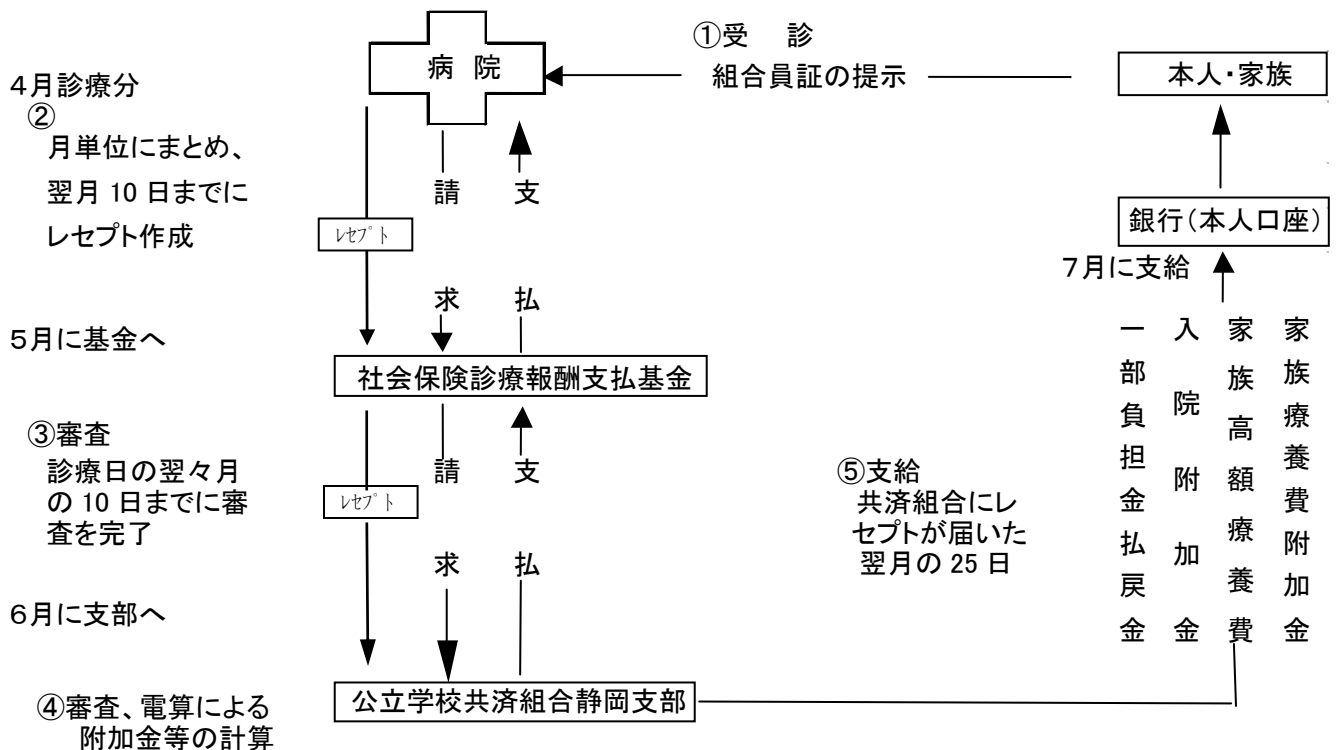 ①受　診
病 院
組合員証の提示
本人・家族
4月診療分
②
月単位にまとめ、
翌月 10 日までに
レセプト作成
請　支
ﾚｾﾌﾟﾄ
銀行（本人口座）
7月に支給
求　払
5月に基金へ
社会保険診療報酬支払基金
一部負担金払戻金
入院附加金
家族高額療養費
家族療養費附加金
③審査
診療日の翌々月
の 10 日までに審
査を完了
請　支
ﾚｾﾌﾟﾄ
⑤支給
共済組合にレ
セプトが届いた
翌月の 25 日
求　払
6月に支部へ
公立学校共済組合静岡支部
④審査、電算による
附加金等の計算